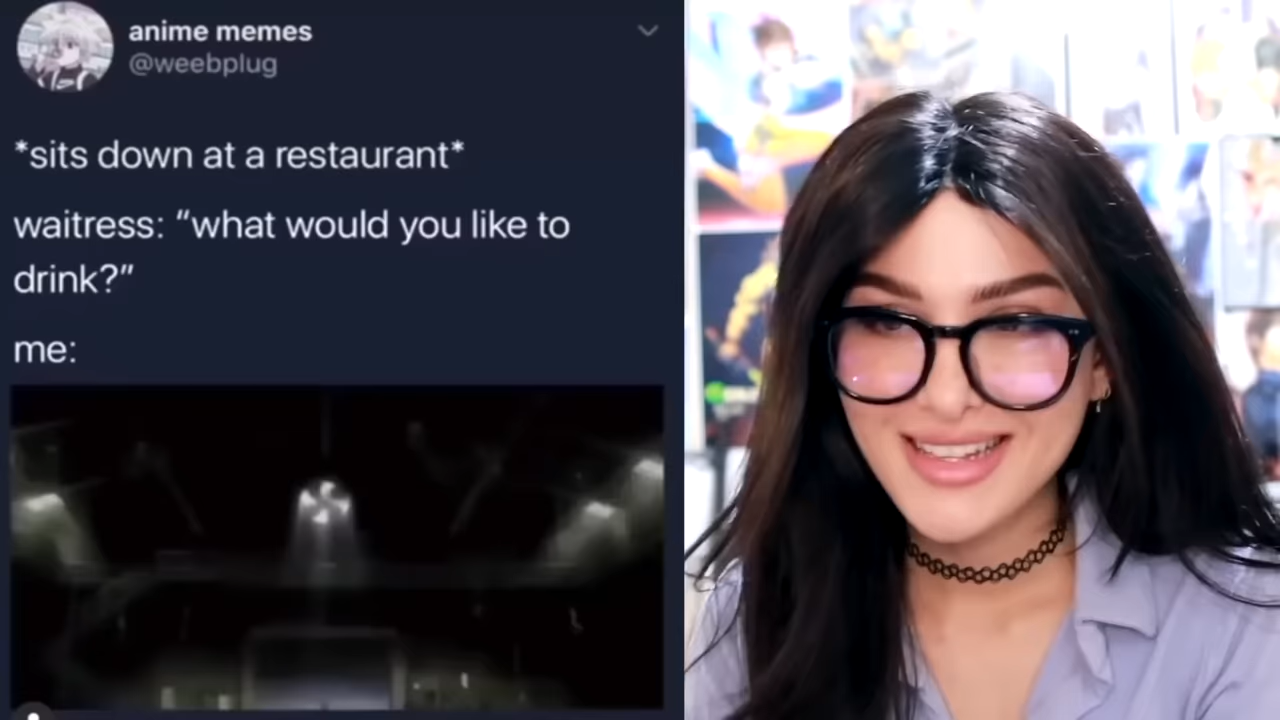 anime memes
@weebplug
*sits down at a restaurant*
waitress: “what would you like to
drink?”
me: